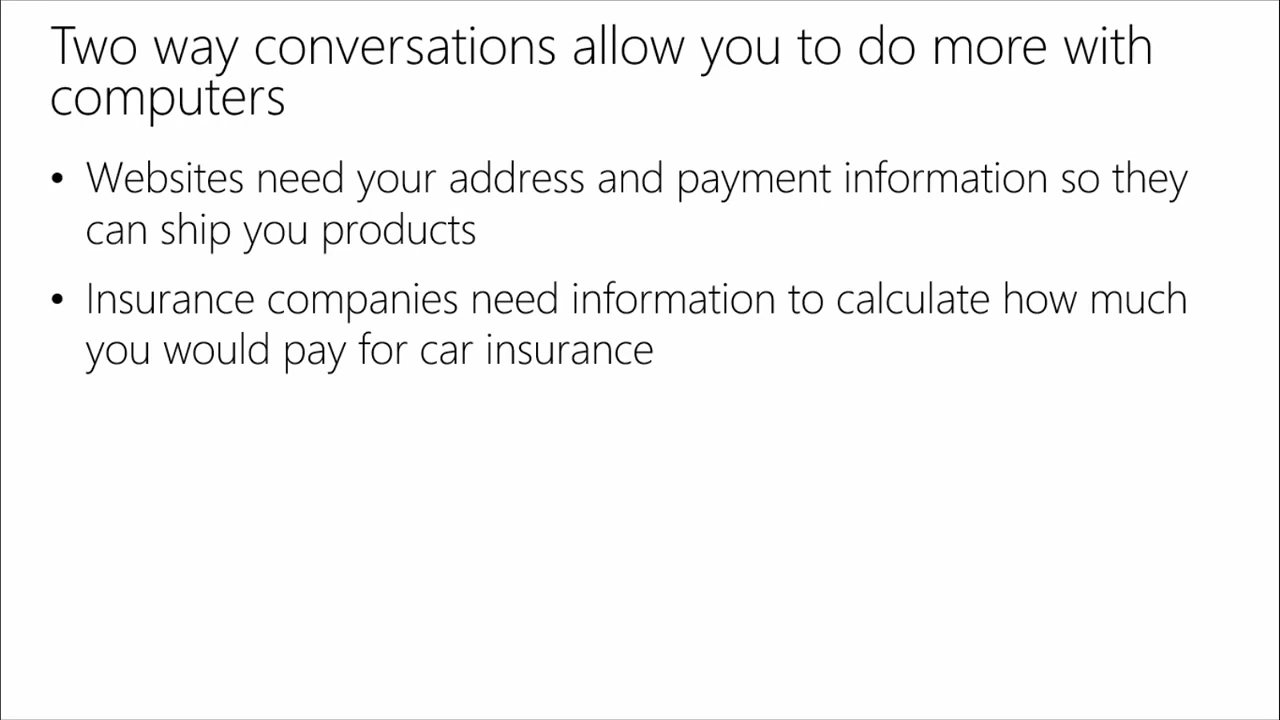 Two way conversations allow you to do more with
computers
• Websites need your address and payment information so they
can ship you products
• Insurance companies need information to calculate how much
you would pay for car insurance